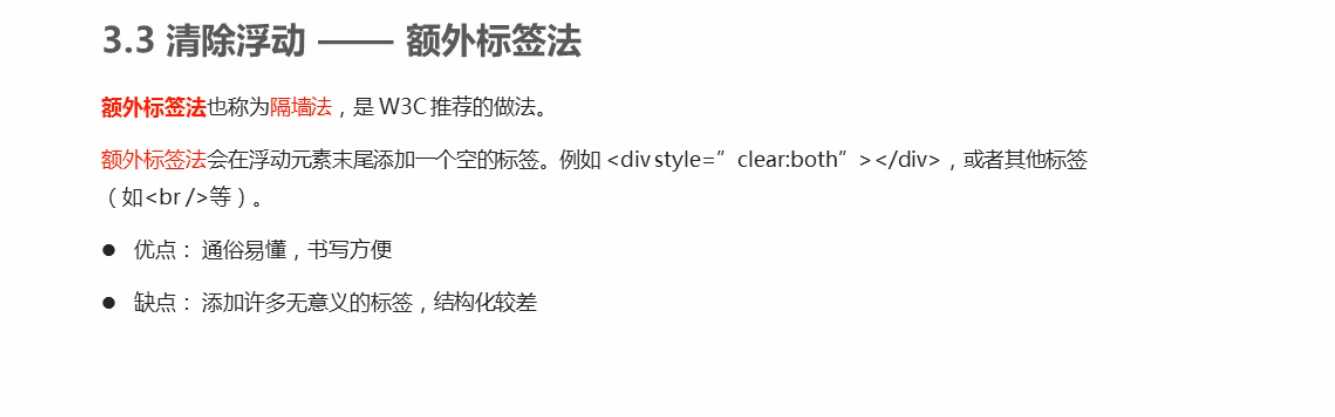 3.3 清除浮动 —— 额外标签法
额外标签法也称为隔墙法，是 W3C 推荐的做法。
额外标签法会在浮动元素末尾添加一个空的标签。例如 <div style=”clear:both”></div>，或者其他标签
（如<br />等）。
● 优点： 通俗易懂，书写方便
● 缺点： 添加许多无意义的标签，结构化较差